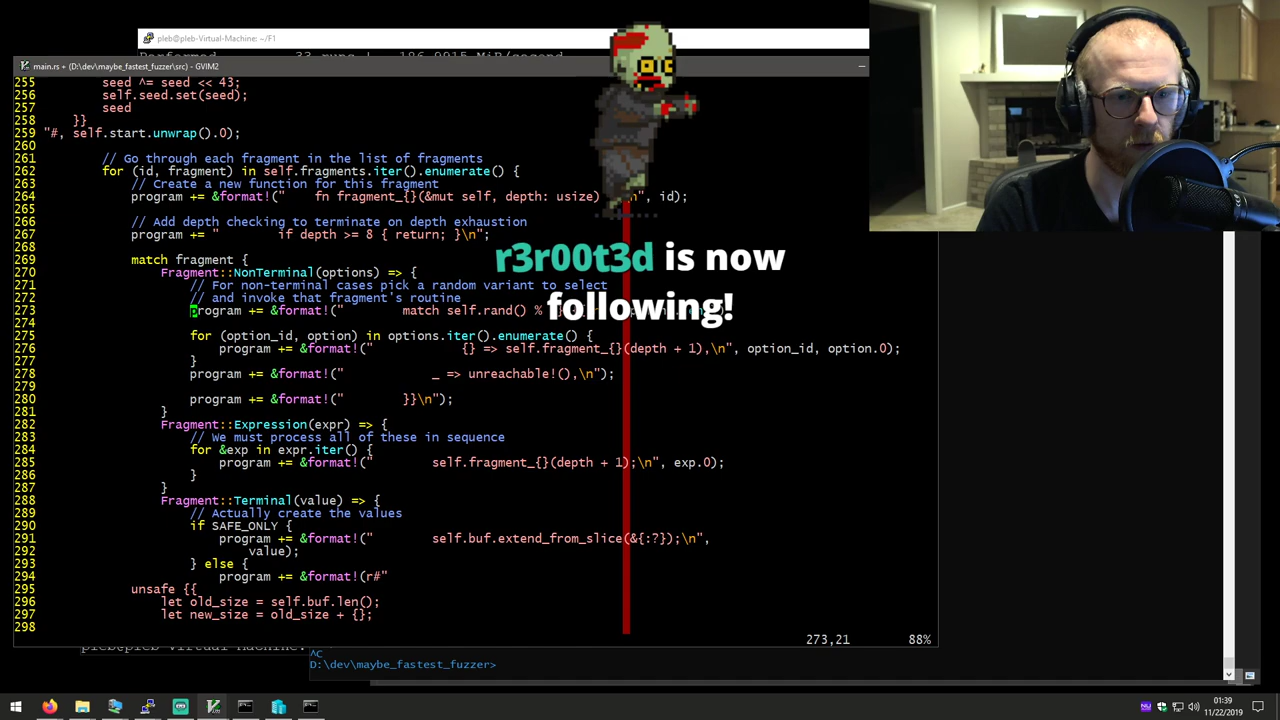 pleb@pleb-Virtual-Machine: ~/F1
main.rs + (D:\dev\maybe_fastest_fuzzer\src) - GVIM2
255         seed ^= seed << 43;
256         self.seed.set(seed);
257         seed
258     }}
259 "#, self.start.unwrap().0);
260
261         // Go through each fragment in the list of fragments
262         for (id, fragment) in self.fragments.iter().enumerate() {
263             // Create a new function for this fragment
264             program += &format!("    fn fragment_{}(&mut self, depth: usize) \n", id);
265
266             // Add depth checking to terminate on depth exhaustion
267             program += "        if depth >= 8 { return; }\n";
268
269             match fragment {
270                 Fragment::NonTerminal(options) => {
271                     // For non-terminal cases pick a random variant to select
272                     // and invoke that fragment's routine
273                     program += &format!("        match self.rand() %
274
275                     for (option_id, option) in options.iter().enumerate() {
276                         program += &format!("            {} => self.fragment_{}(depth + 1),\n", option_id, option.0);
277                     }
278                     program += &format!("            _ => unreachable!(),\n");
279
280                     program += &format!("        }}\n");
281                 }
282                 Fragment::Expression(expr) => {
283                     // We must process all of these in sequence
284                     for &exp in expr.iter() {
285                         program += &format!("        self.fragment_{}(depth + 1);\n", exp.0);
286                     }
287                 }
288                 Fragment::Terminal(value) => {
289                     // Actually create the values
290                     if SAFE_ONLY {
291                         program += &format!("        self.buf.extend_from_slice(&{:?});\n",
292                             value);
293                     } else {
294                         program += &format!(r#"
295             unsafe {{
296                 let old_size = self.buf.len();
297                 let new_size = old_size + {};
298
273,21 88%
r3r00t3d is now
following!
^C
D:\dev\maybe_fastest_fuzzer>
01:39
11/22/2019